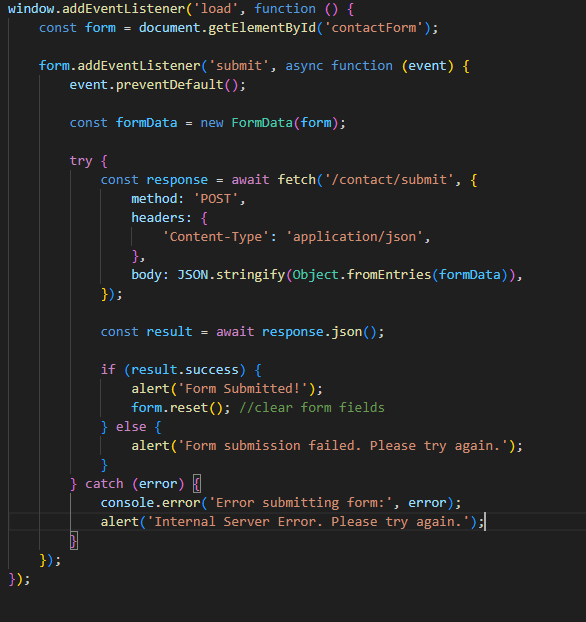 window.addEventListener('load', function () {
    const form = document.getElementById('contactForm');

    form.addEventListener('submit', async function (event) {
        event.preventDefault();

        const formData = new FormData(form);

        try {
            const response = await fetch('/contact/submit', {
                method: 'POST',
                headers: {
                    'Content-Type': 'application/json',
                },
                body: JSON.stringify(Object.fromEntries(formData)),
            });

            const result = await response.json();

            if (result.success) {
                alert('Form Submitted!');
                form.reset(); //clear form fields
            } else {
                alert('Form submission failed. Please try again.');
            }
        } catch (error) {
            console.error('Error submitting form:', error);
            alert('Internal Server Error. Please try again.');
        }
    });
});